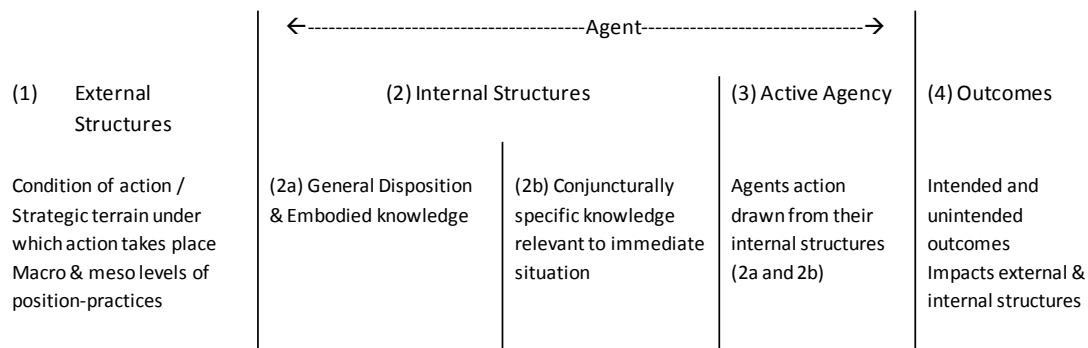 ←--------------------------------------Agent-------------------------------→
(1) External
Structures
(2) Internal Structures
(3) Active Agency
(4) Outcomes
Condition of action /
Strategic terrain under
which action takes place
Macro & meso levels of
position-practices
(2a) General Disposition
& Embodied knowledge
(2b) Conjuncturally
specific knowledge
relevant to immediate
situation
Agents action
drawn from their
internal structures
(2a and 2b)
Intended and
unintended
outcomes
Impacts external &
internal structures